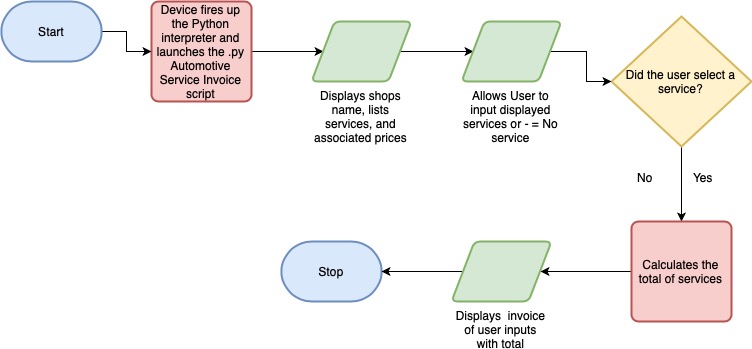 Start
Device fires up
the Python
interpreter and
launches the .py
Automotive
Service Invoice
script
Displays shops
name, lists
services, and
associated prices
Allows User to
input displayed
services or - = No
service
Did the user select a
service?
No
Yes
Calculates the
total of services
Displays invoice
of user inputs
with total
Stop